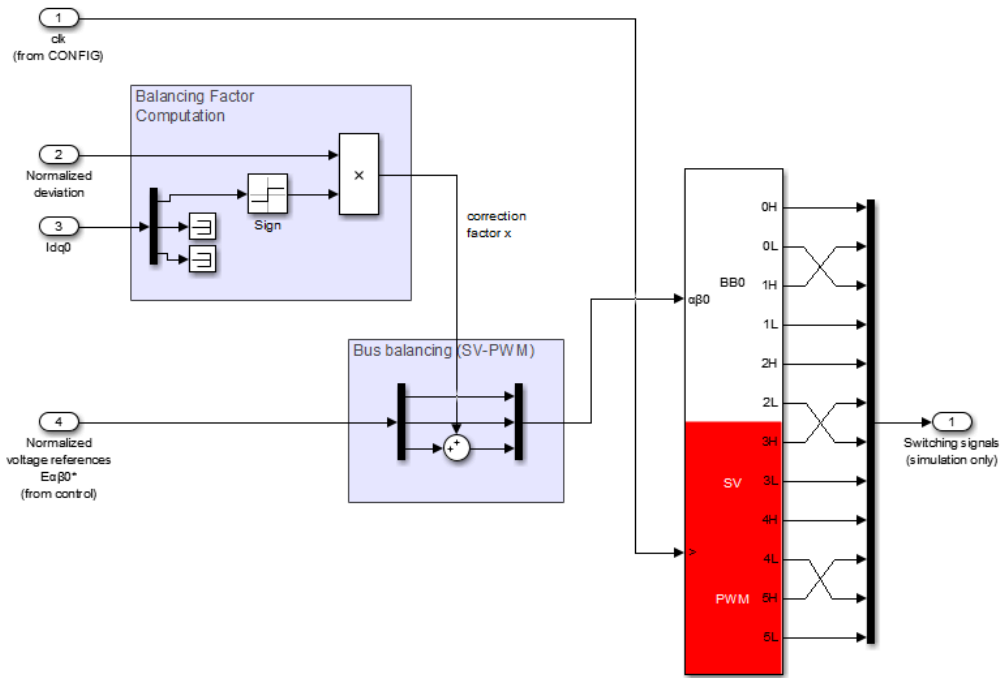 1
clk
(from CONFIG)
Balancing Factor
Computation
2
Normalized
deviation
3
Idq0
Sign
×
correction
factor x
Bus balancing (SV-PWM)
4
Normalized
voltage references
Eαβ0*
(from control)
+
+
αβ0
>
BB0
SV
PWM
0H
0L
1H
1L
2H
2L
3H
3L
4H
4L
5H
5L
1
Switching signals
(simulation only)